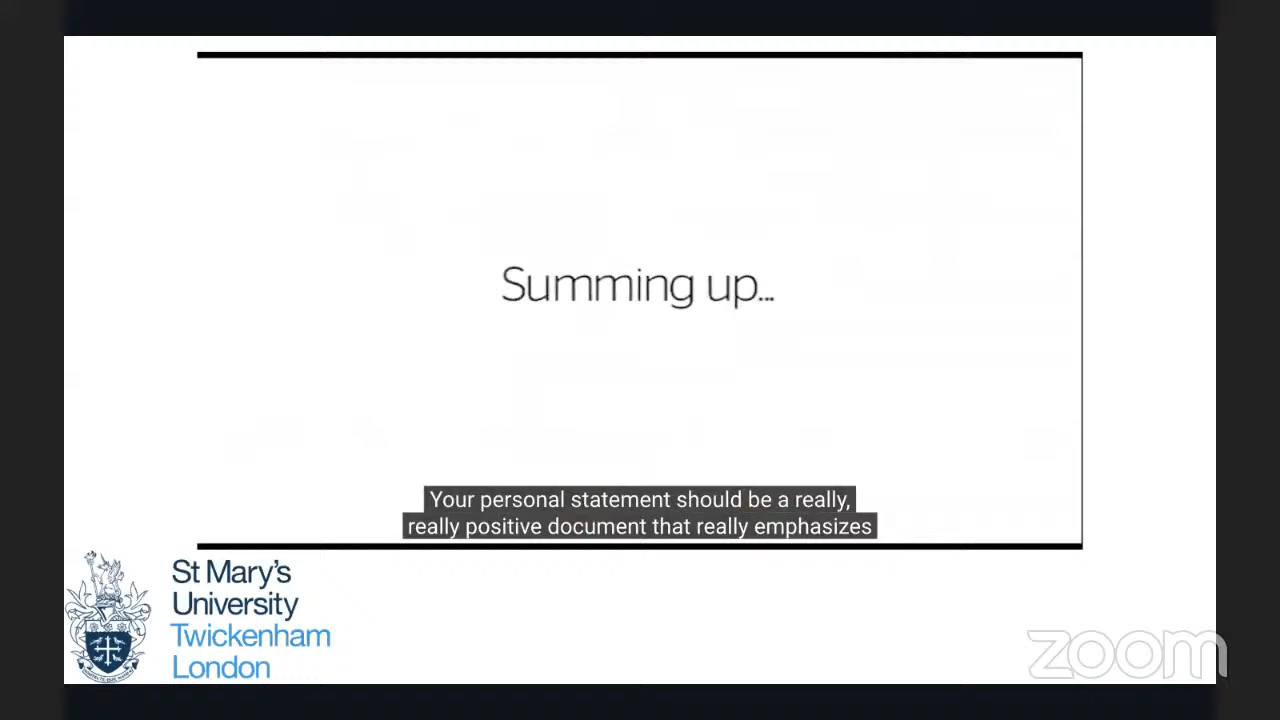 Summing up...
Your personal statement should be a really,
really positive document that really emphasizes
St Mary's
University
Twickenham
London
zoom